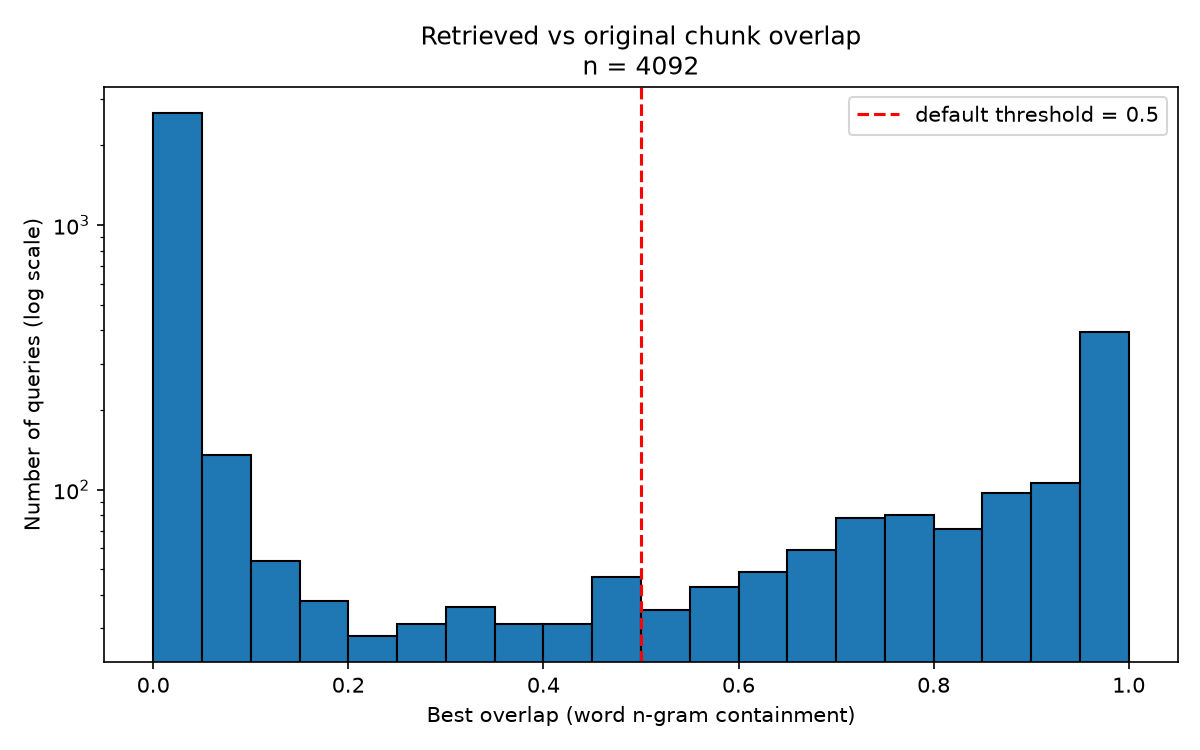 Retrieved vs original chunk overlap
n = 4092
default threshold = 0.5
Number of queries (log scale)
10³
10²
0.0 0.2 0.4 0.6 0.8 1.0
Best overlap (word n-gram containment)